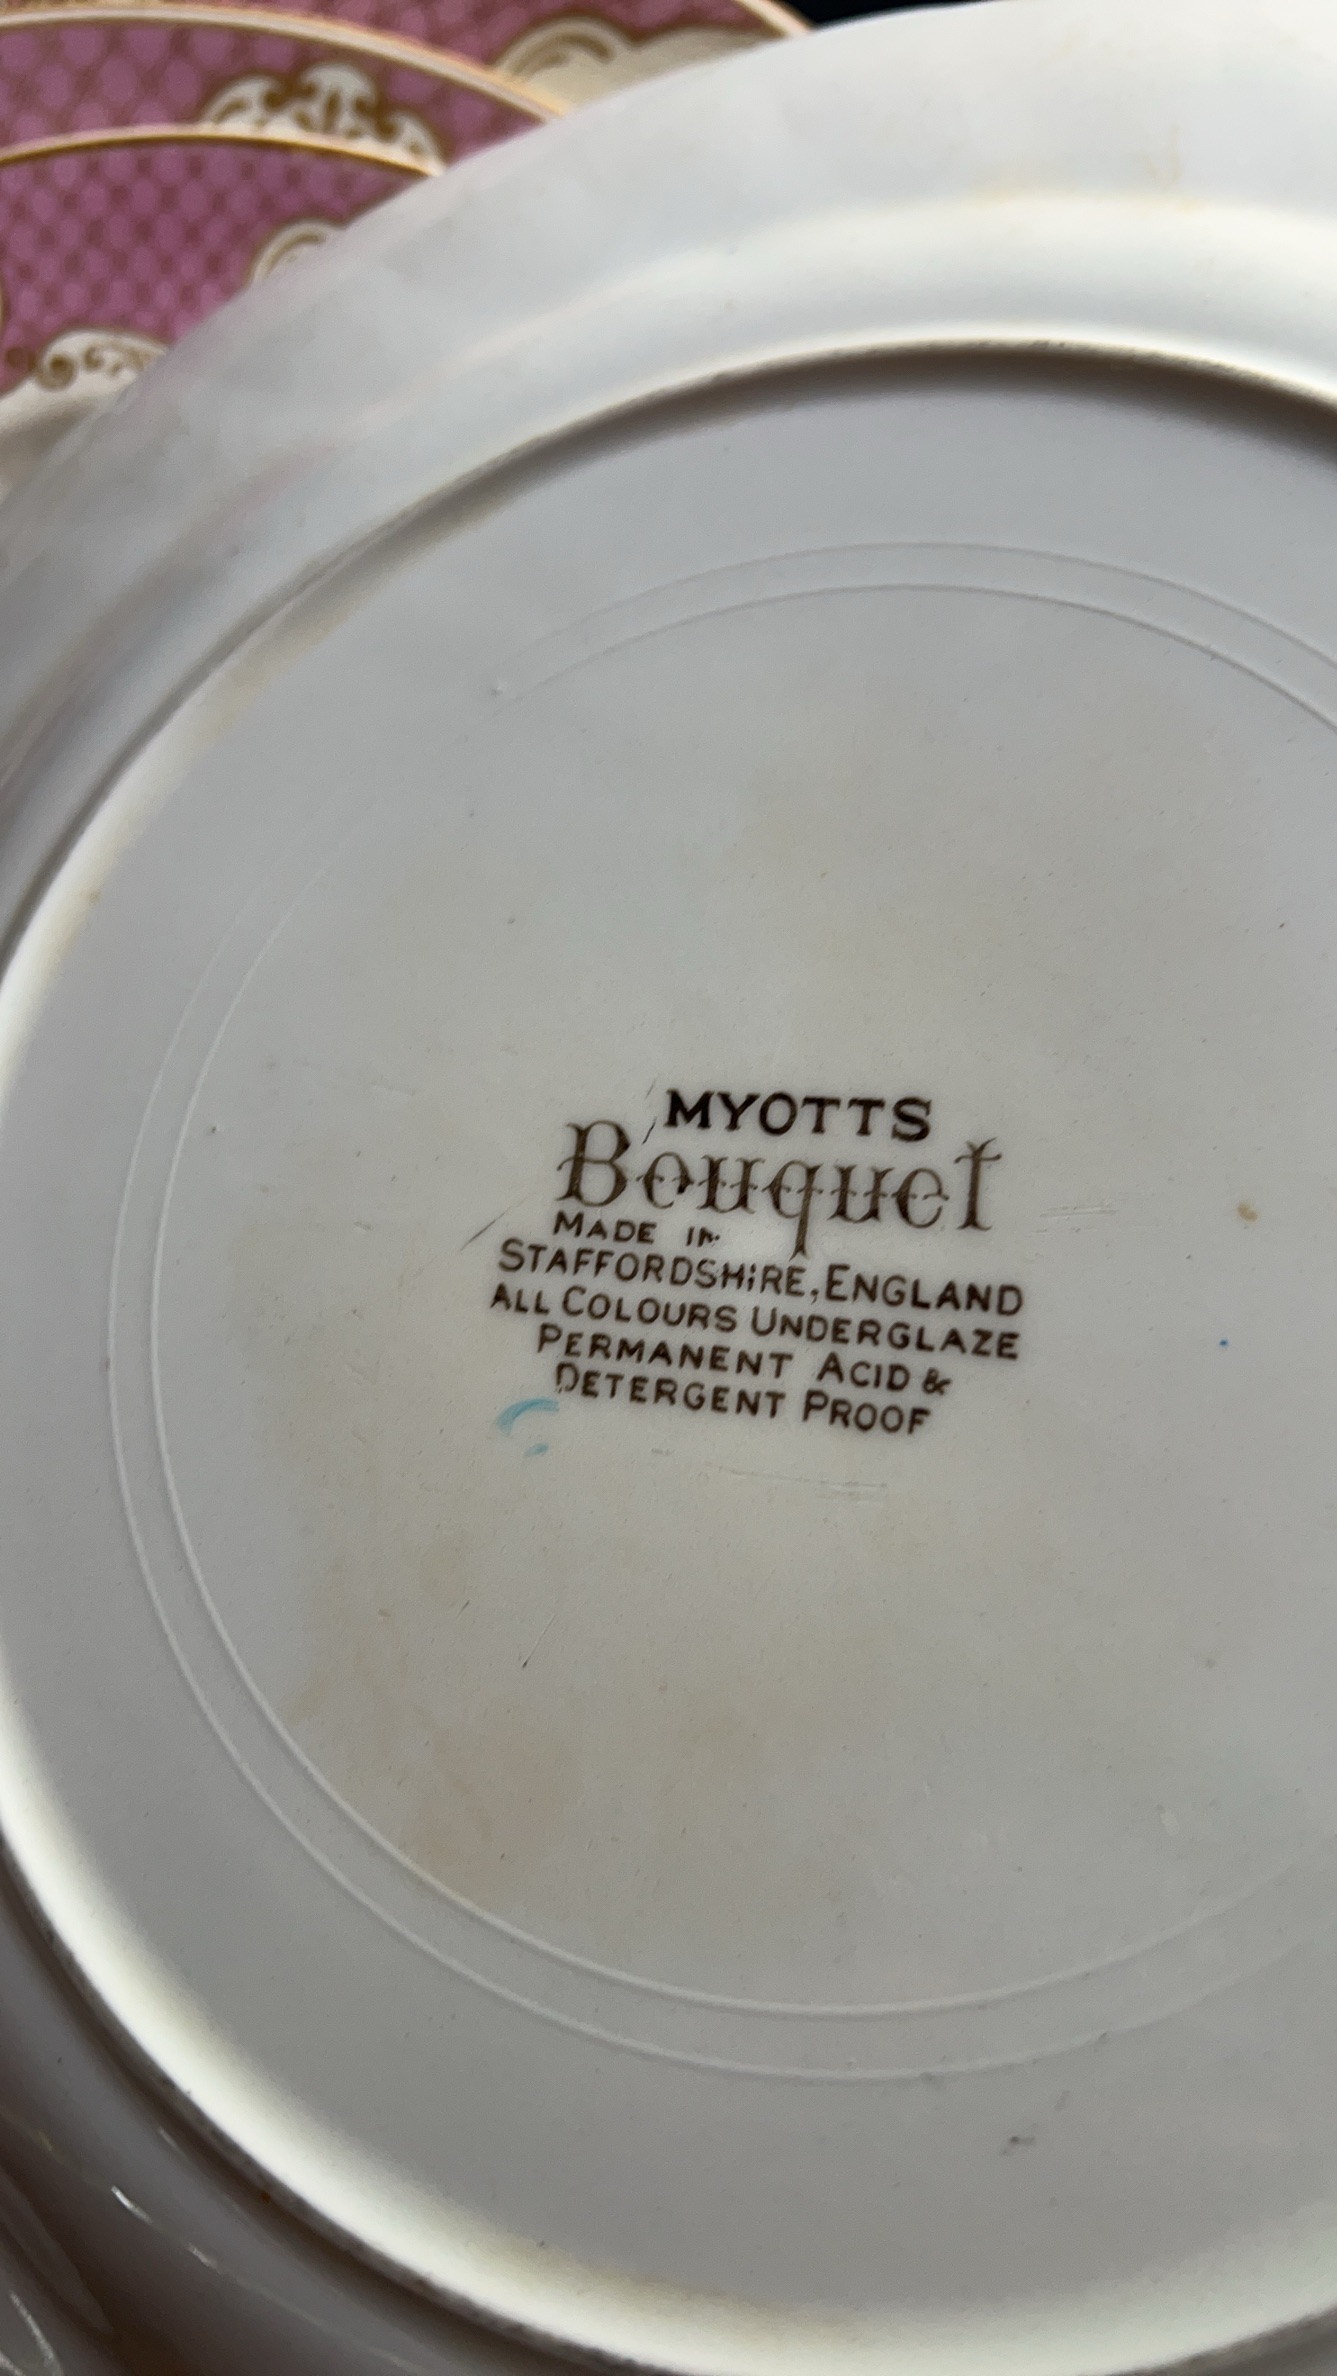 MYOTTS
Bouquet
MADE IN
STAFFORDSHIRE, ENGLAND
ALL COLOURS UNDERGLAZE
PERMANENT ACID &
DETERGENT PROOF